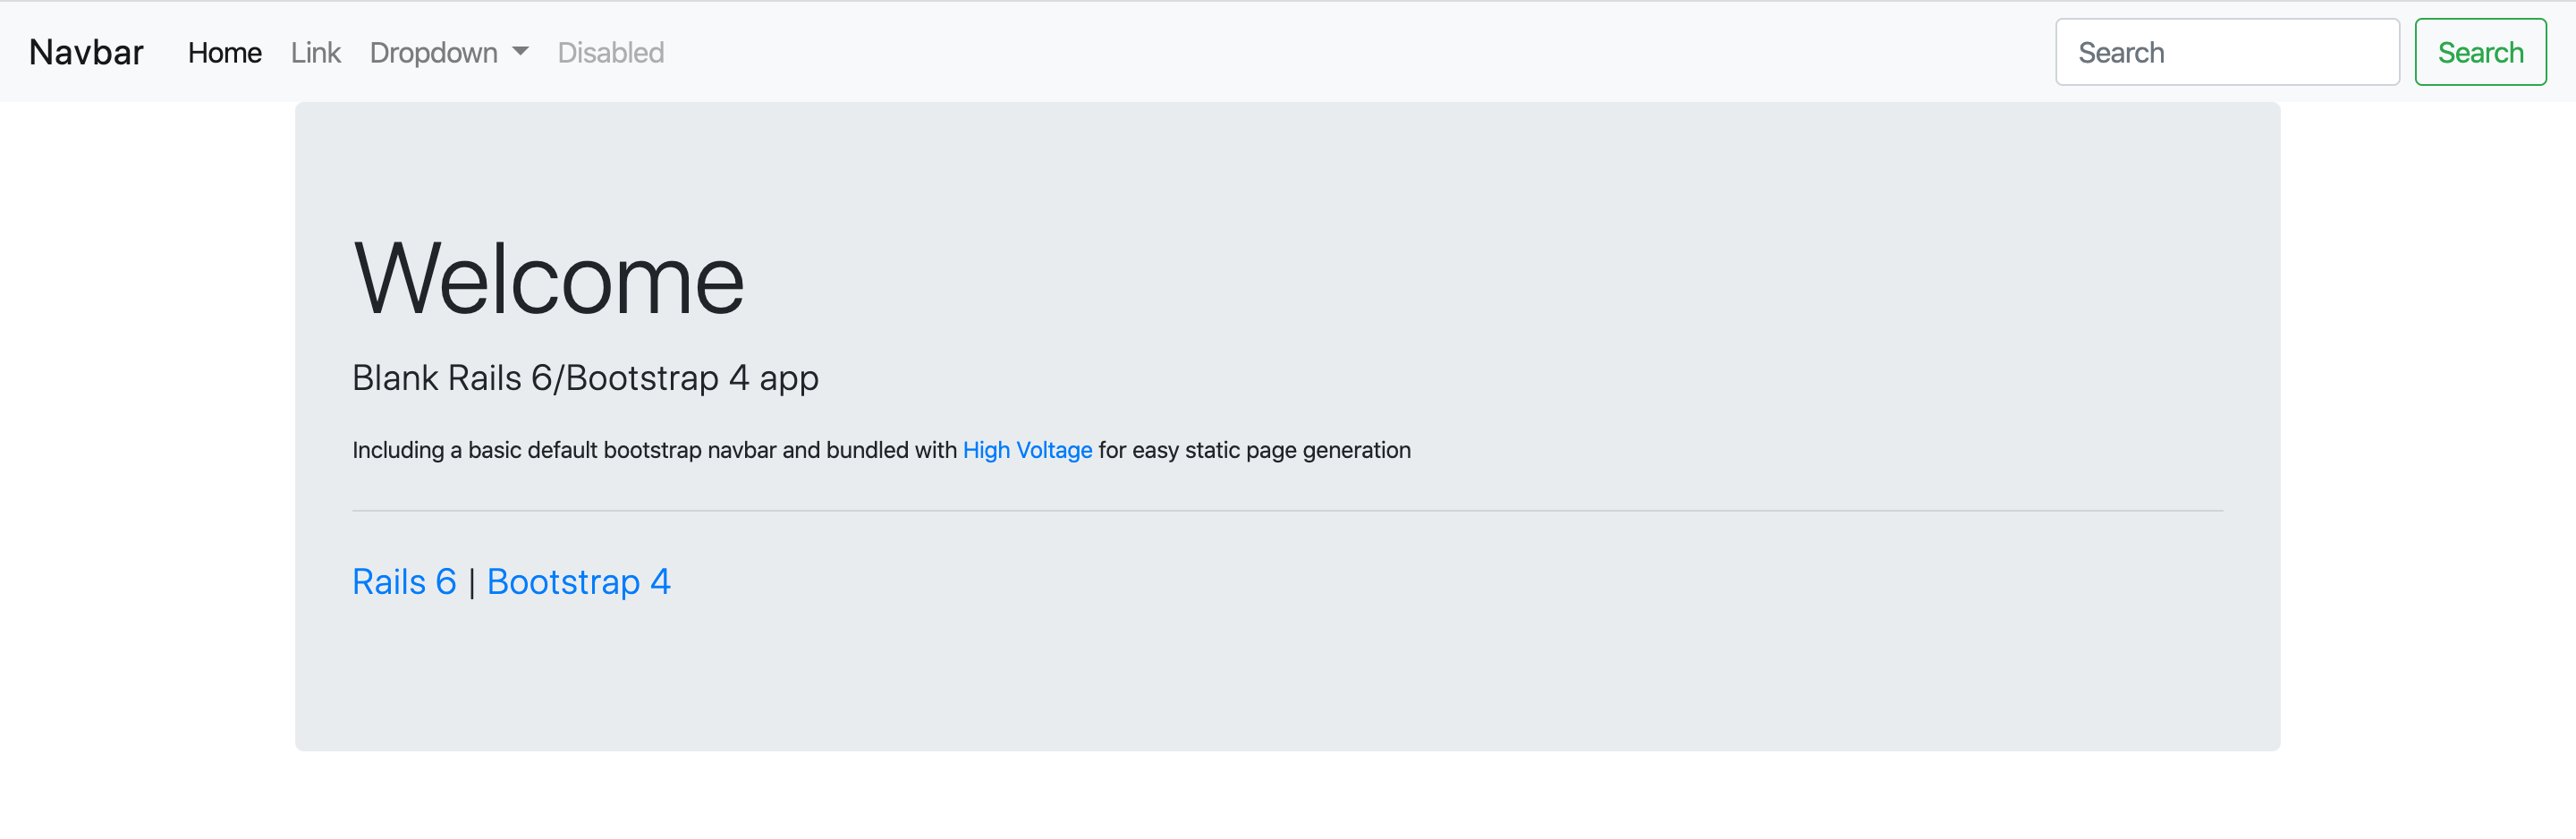 Navbar Home Link Dropdown Disabled Search Search
Welcome
Blank Rails 6/Bootstrap 4 app
Including a basic default bootstrap navbar and bundled with High Voltage for easy static page generation
Rails 6 | Bootstrap 4